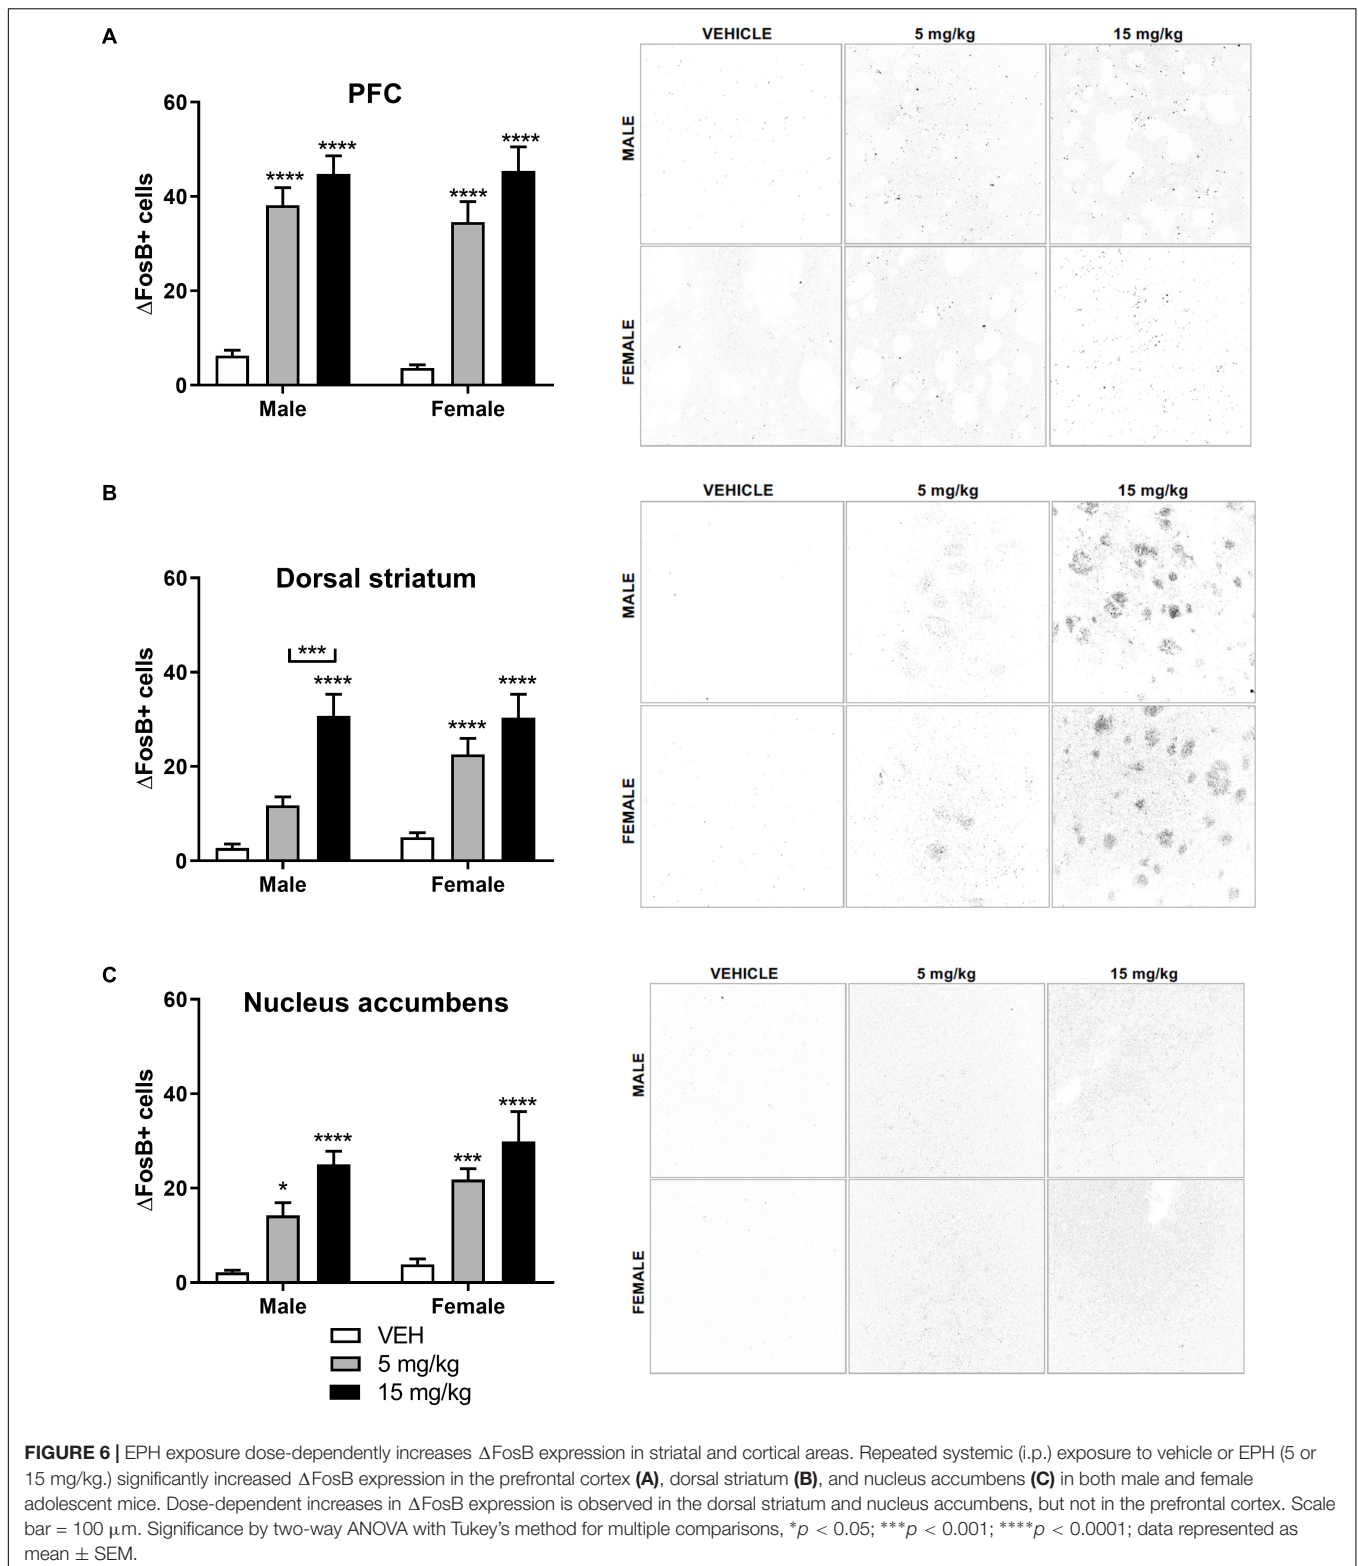 A
VEHICLE 5 mg/kg 15 mg/kg
PFC
60
40
20
0
ΔFosB+ cells
**** **** **** ****
Male Female
MALE
FEMALE
B
VEHICLE 5 mg/kg 15 mg/kg
Dorsal striatum
60
40
20
0
ΔFosB+ cells
***
**** **** ****
Male Female
MALE
FEMALE
C
VEHICLE 5 mg/kg 15 mg/kg
Nucleus accumbens
60
40
20
0
ΔFosB+ cells
* **** *** ****
Male Female
MALE
FEMALE
VEH
5 mg/kg
15 mg/kg
FIGURE 6 | EPH exposure dose-dependently increases ΔFosB expression in striatal and cortical areas. Repeated systemic (i.p.) exposure to vehicle or EPH (5 or
15 mg/kg.) significantly increased ΔFosB expression in the prefrontal cortex (A), dorsal striatum (B), and nucleus accumbens (C) in both male and female
adolescent mice. Dose-dependent increases in ΔFosB expression is observed in the dorsal striatum and nucleus accumbens, but not in the prefrontal cortex. Scale
bar = 100 μm. Significance by two-way ANOVA with Tukey's method for multiple comparisons, *p < 0.05; ***p < 0.001; ****p < 0.0001; data represented as
mean ± SEM.